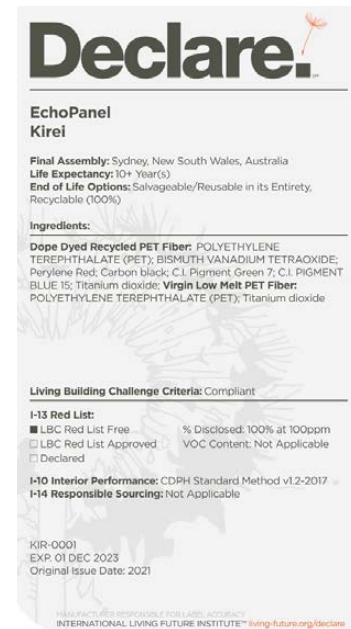 Declare.
EchoPanel
Kirei
Final Assembly: Sydney, New South Wales, Australia
Life Expectancy: 10+ Year(s)
End of Life Options: Salvageable/Reusable in its Entirety,
Recyclable (100%)
Ingredients:
Dope Dyed Recycled PET Fiber: POLYETHYLENE
TEREPHTHALATE (PET); BISMUTH VANADIUM TETRAOXIDE;
Perylene Red; Carbon black; C.I. Pigment Green 7; C.I. PIGMENT
BLUE 15; Titanium dioxide; Virgin Low Melt PET Fiber:
POLYETHYLENE TEREPHTHALATE (PET); Titanium dioxide
Living Building Challenge Criteria: Compliant
I-13 Red List:
■ LBC Red List Free % Disclosed: 100% at 100ppm
□ LBC Red List Approved VOC Content: Not Applicable
□ Declared
I-10 Interior Performance: CDPH Standard Method v1.2-2017
I-14 Responsible Sourcing: Not Applicable
KIR-0001
EXP. 01 DEC 2023
Original Issue Date: 2021
MANUFACTURER RESPONSIBLE FOR LABEL ACCURACY
INTERNATIONAL LIVING FUTURE INSTITUTE™ living-future.org/declare